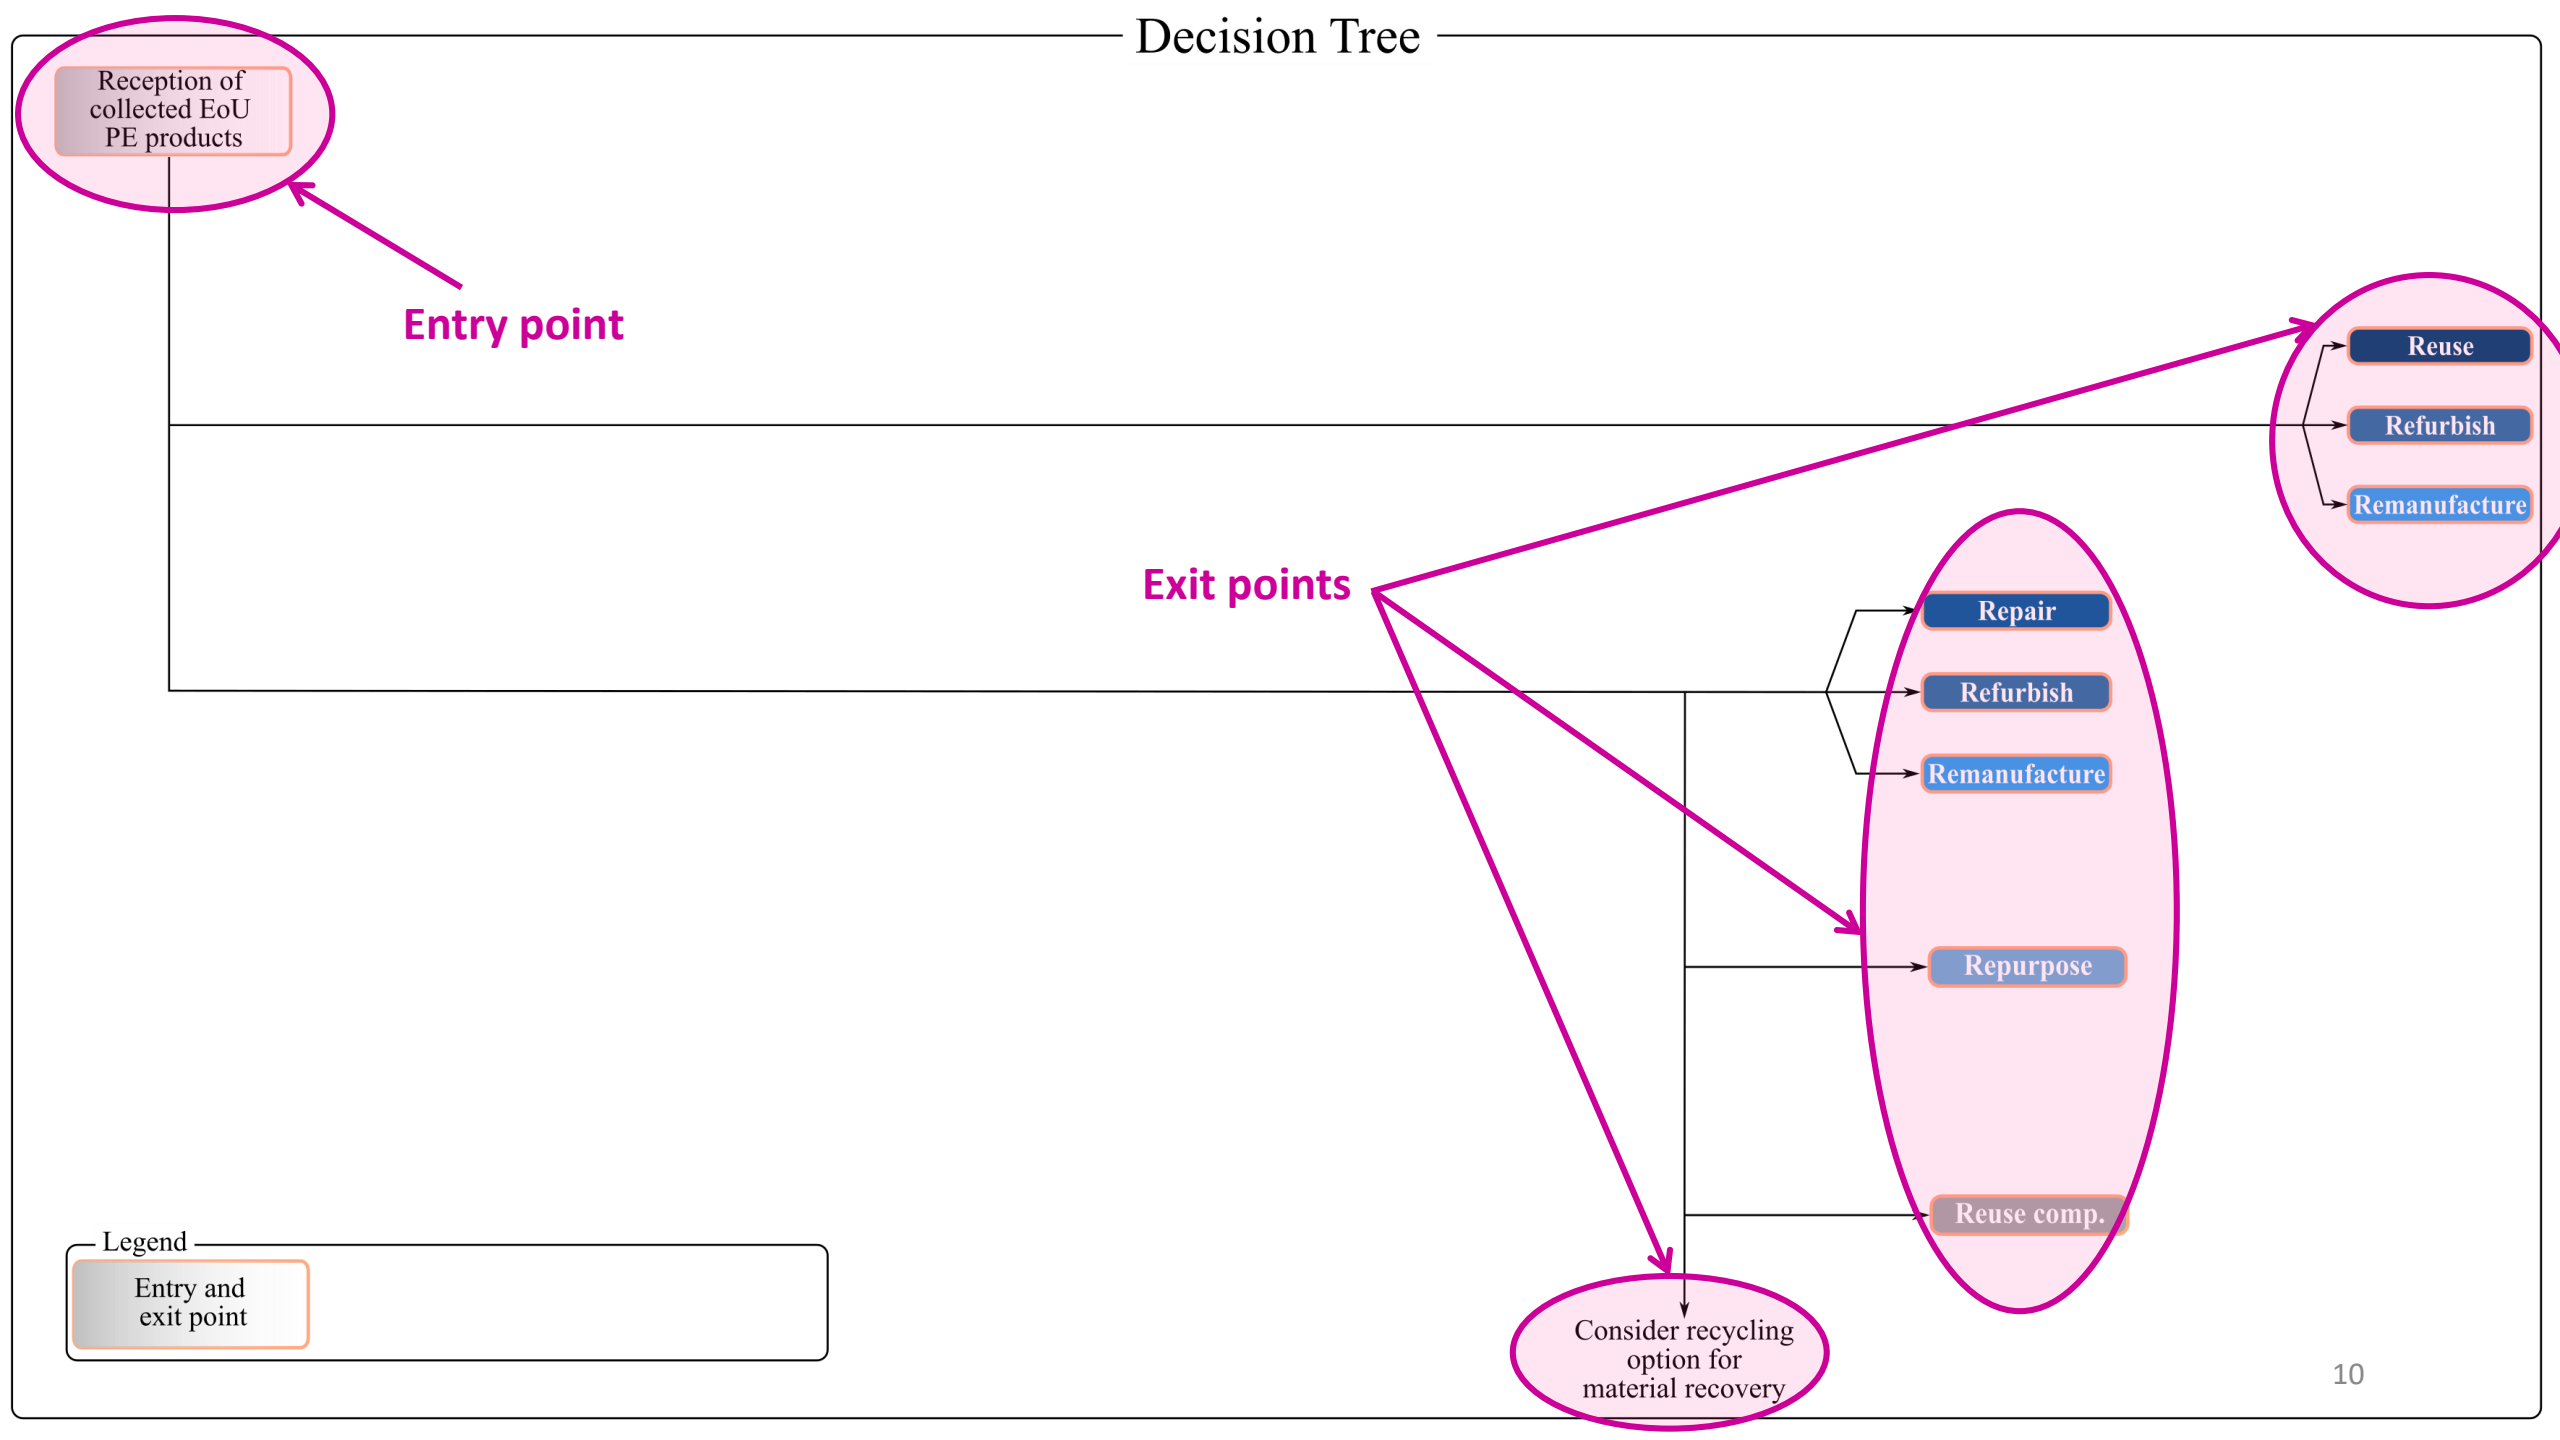 Decision Tree
Reception of
collected EoU
PE products
Entry point
Reuse
Refurbish
Remanufacture
Exit points
Repair
Refurbish
Remanufacture
Repurpose
Reuse comp.
Legend
Entry and
exit point
Consider recycling
option for
material recovery
10